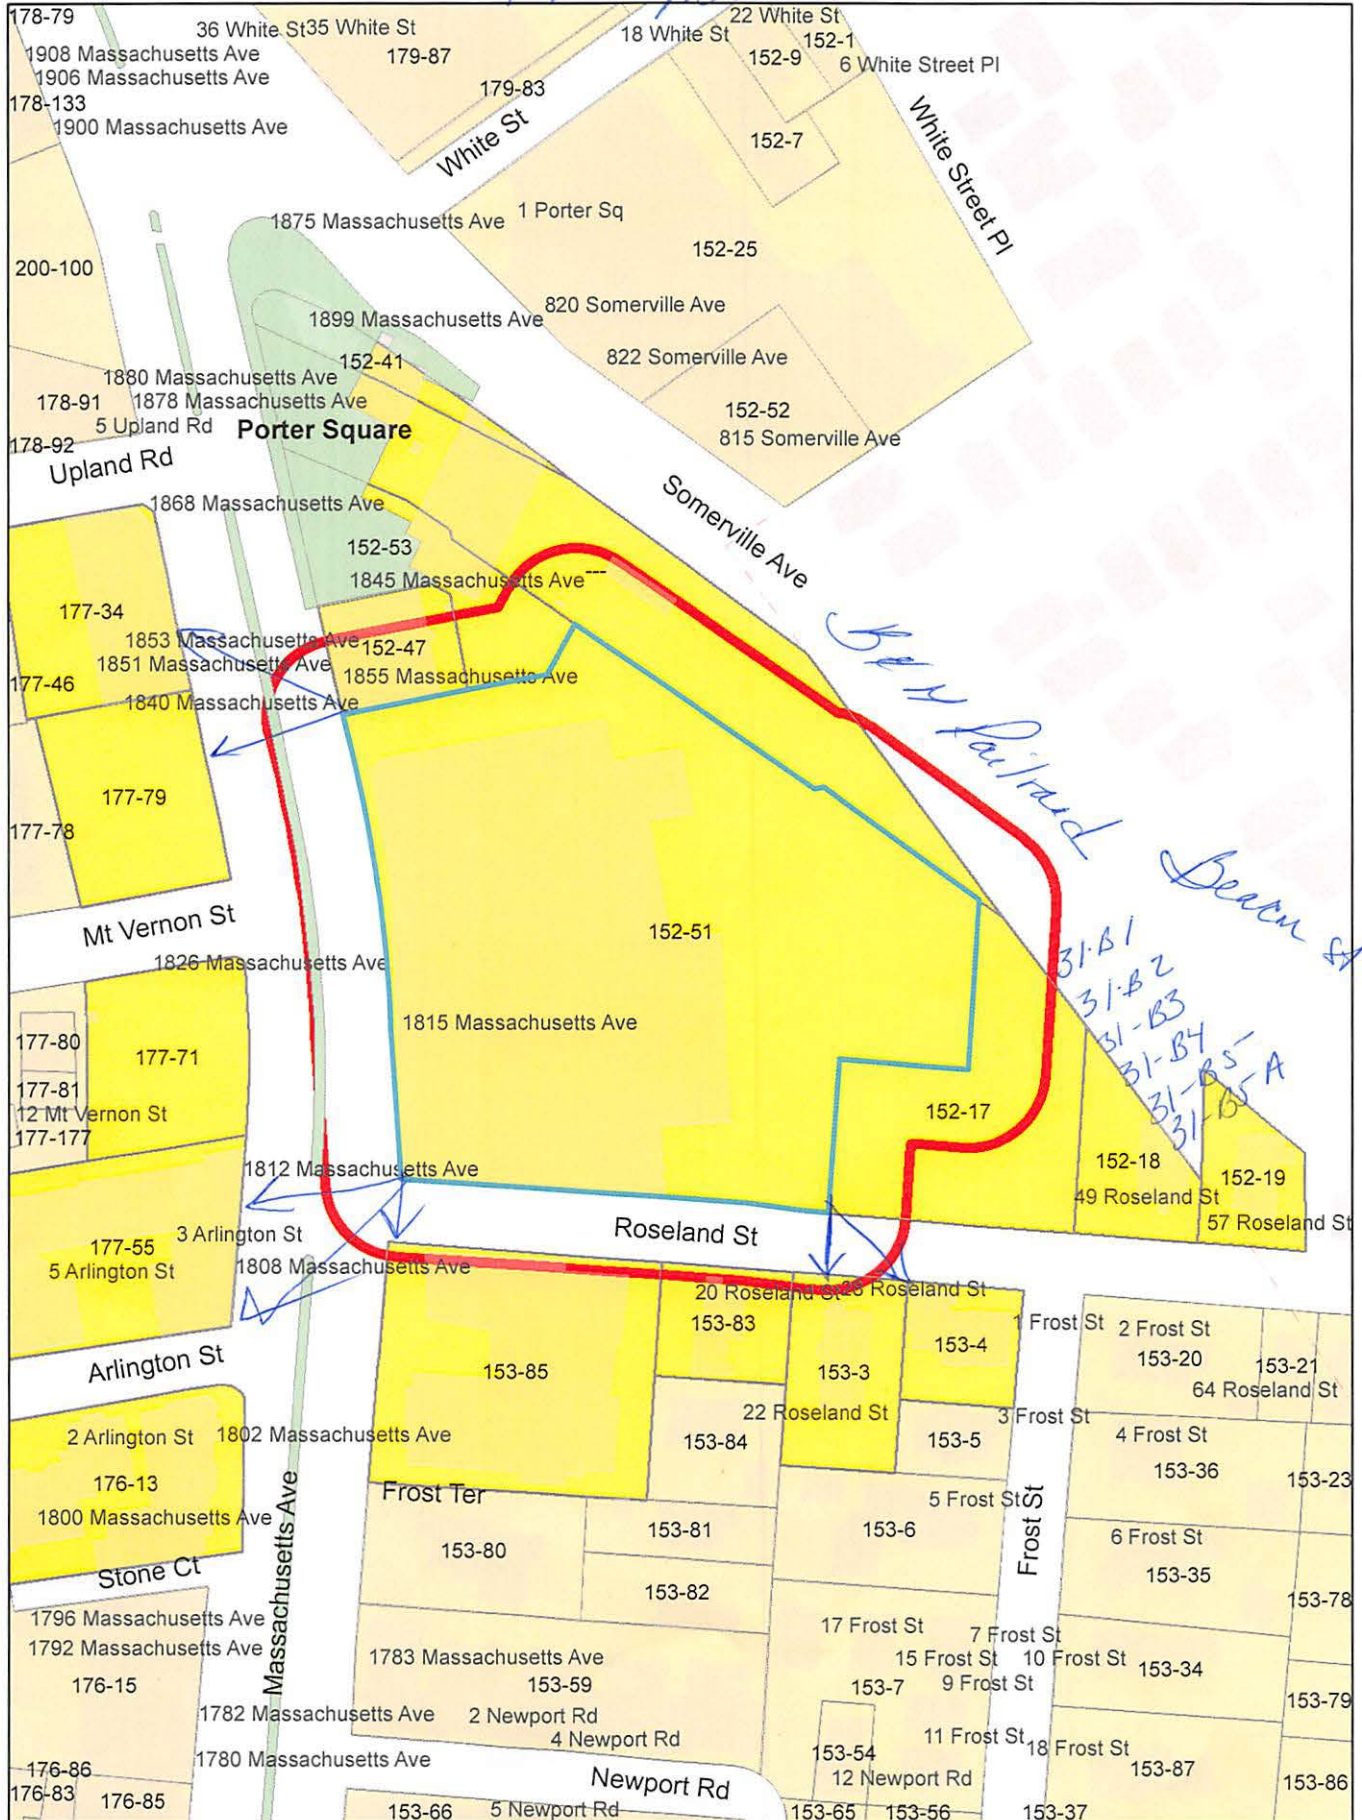 178-79
36 White St
35 White St
18 White St
22 White St
152-1
1908 Massachusetts Ave
179-87
152-9
6 White Street Pl
1906 Massachusetts Ave
179-83
178-133
1900 Massachusetts Ave
White St
152-7
White Street Pl
1875 Massachusetts Ave
1 Porter Sq
152-25
200-100
820 Somerville Ave
1899 Massachusetts Ave
152-41
822 Somerville Ave
1880 Massachusetts Ave
178-91
1878 Massachusetts Ave
152-52
5 Upland Rd
Porter Square
815 Somerville Ave
178-92
Upland Rd
1868 Massachusetts Ave
Somerville Ave
152-53
1845 Massachusetts Ave
---
177-34
1853 Massachusetts Ave
152-47
1851 Massachusetts Ave
1855 Massachusetts Ave
177-46
1840 Massachusetts Ave
Railroad
177-79
177-78
Beacon St
Mt Vernon St
152-51
1826 Massachusetts Ave
31-B1
31-B2
31-B3
31-B4
31-B5
31-B5-A
1815 Massachusetts Ave
177-80
177-71
177-81
12 Mt Vernon St
152-17
177-177
1812 Massachusetts Ave
152-18
152-19
49 Roseland St
57 Roseland St
3 Arlington St
Roseland St
177-55
5 Arlington St
1808 Massachusetts Ave
20 Roseland St
26 Roseland St
153-83
1 Frost St
2 Frost St
153-4
153-20
153-21
Arlington St
153-85
153-3
64 Roseland St
22 Roseland St
3 Frost St
2 Arlington St
1802 Massachusetts Ave
153-84
153-5
4 Frost St
153-36
153-23
176-13
Frost Ter
5 Frost St
1800 Massachusetts Ave
153-81
153-6
Frost St
6 Frost St
153-80
153-35
Stone Ct
153-82
153-78
Massachusetts Ave
1796 Massachusetts Ave
17 Frost St
7 Frost St
1792 Massachusetts Ave
1783 Massachusetts Ave
15 Frost St
10 Frost St
153-34
176-15
153-59
153-7
9 Frost St
153-79
1782 Massachusetts Ave
2 Newport Rd
4 Newport Rd
11 Frost St
18 Frost St
1780 Massachusetts Ave
153-54
153-87
176-86
Newport Rd
12 Newport Rd
153-86
176-83
176-85
153-66
5 Newport Rd
153-65
153-56
153-37